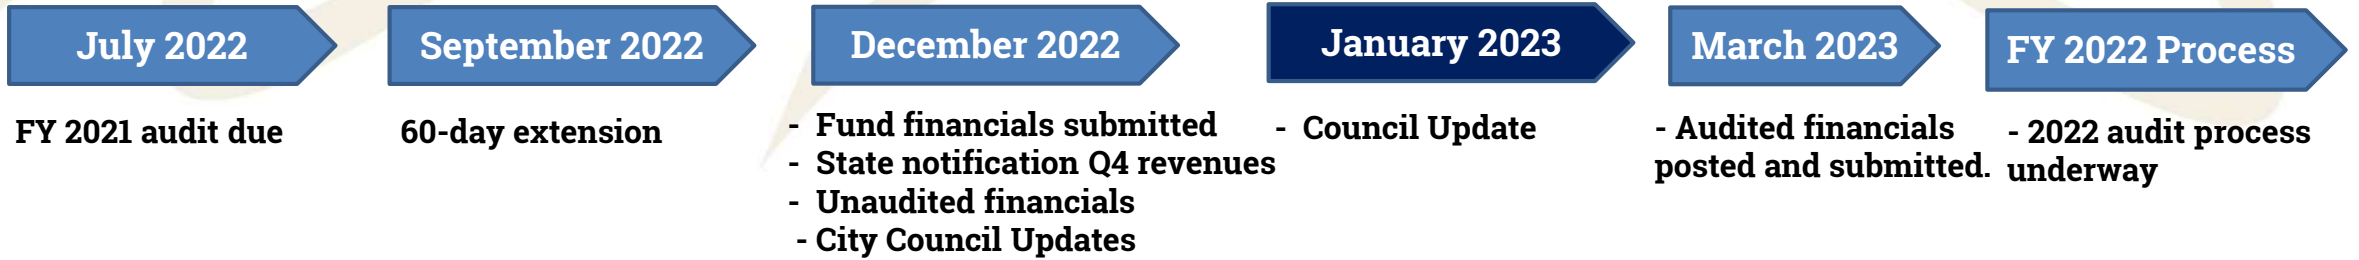 July 2022
FY 2021 audit due
September 2022
60-day extension
December 2022
- Fund financials submitted
- State notification Q4 revenues
- Unaudited financials
- City Council Updates
January 2023
- Council Update
March 2023
- Audited financials
posted and submitted.
FY 2022 Process
- 2022 audit process
underway